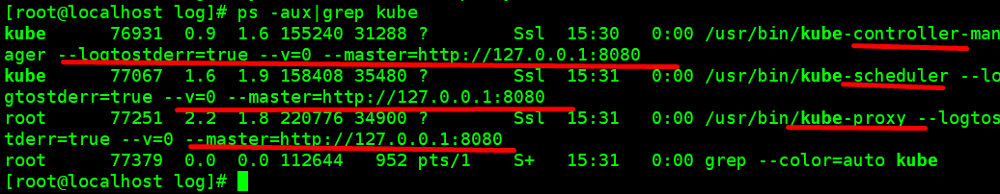 [root@localhost log]# ps -aux|grep kube
kube      76931  0.9  1.6 155240 31288 ?        Ssl  15:30   0:00 /usr/bin/kube-controller-man
ager --logtostderr=true --v=0 --master=http://127.0.0.1:8080
kube      77067  1.6  1.9 158408 35480 ?        Ssl  15:31   0:00 /usr/bin/kube-scheduler --lo
gtostderr=true --v=0 --master=http://127.0.0.1:8080
root      77251  2.2  1.8 220776 34900 ?        Ssl  15:31   0:00 /usr/bin/kube-proxy --logtos
tderr=true --v=0 --master=http://127.0.0.1:8080
root      77379  0.0  0.0 112644   952 pts/1    S+   15:31   0:00 grep --color=auto kube
[root@localhost log]#